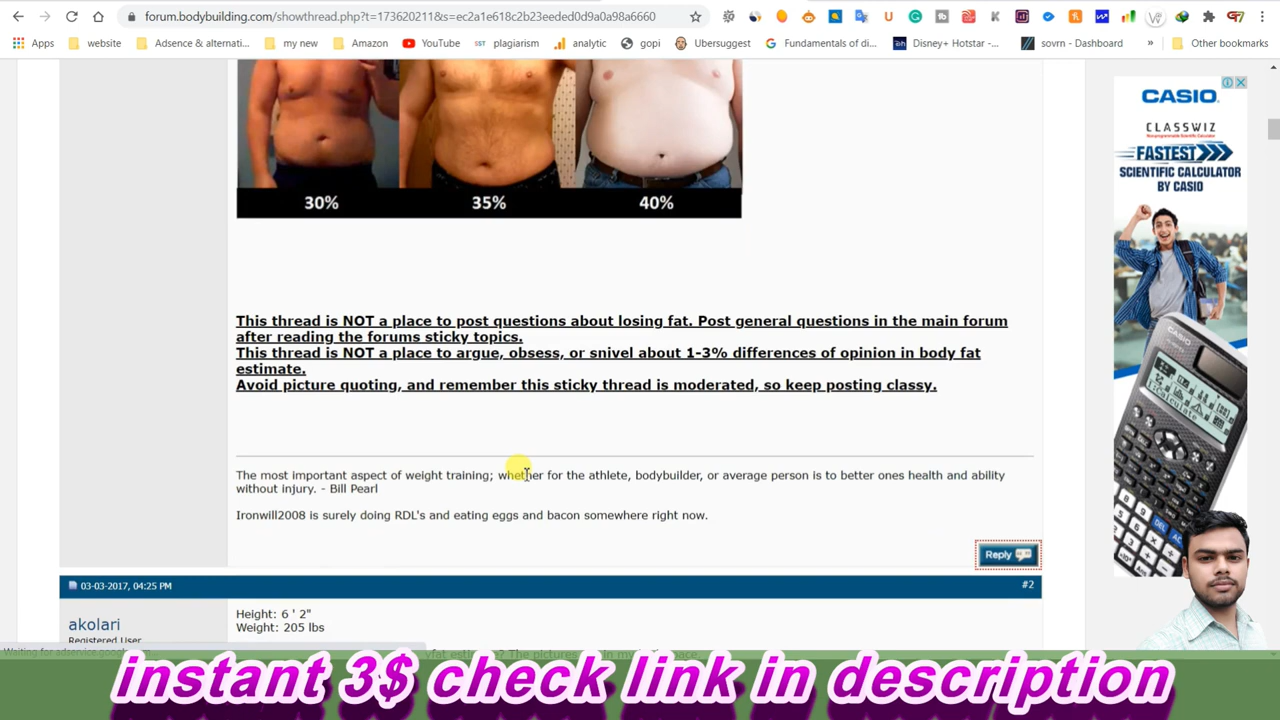 forum.bodybuilding.com/showthread.php?t=173020211&s=ec2a1e618c2b23eeded0d9a0a98a6660
Apps website Adsence & alternati... my new Amazon YouTube plagiarism analytic gopi Ubersuggest Fundamentals of di... Disney+ Hotstar -... sovrn - Dashboard » Other bookmarks
30% 35% 40%
This thread is NOT a place to post questions about losing fat. Post general questions in the main forum
after reading the forums sticky topics.
This thread is NOT a place to argue, obsess, or snivel about 1-3% differences of opinion in body fat
estimate.
Avoid picture quoting, and remember this sticky thread is moderated, so keep posting classy.
The most important aspect of weight training; whether for the athlete, bodybuilder, or average person is to better ones health and ability
without injury. - Bill Pearl
Ironwill2008 is surely doing RDL's and eating eggs and bacon somewhere right now.
Reply
03-03-2017, 04:25 PM #2
akolari
Registered User
Height: 6 ' 2"
Weight: 205 lbs
CASIO
CLASSWIZ
FASTEST
SCIENTIFIC CALCULATOR
BY CASIO
instant 3$ check link in description